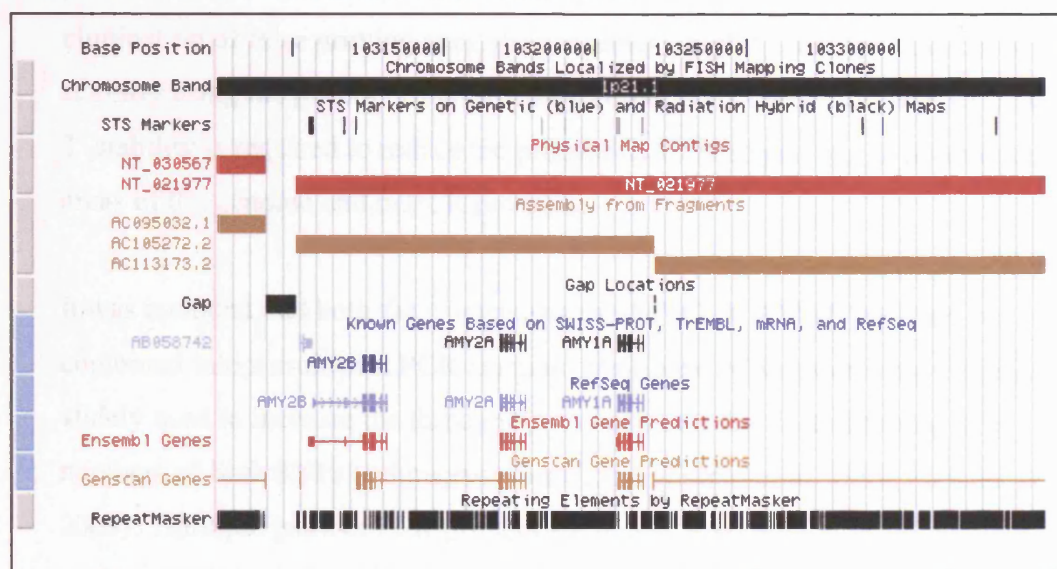 Base Position 103150000| 103200000| 103250000| 103300000|
Chromosome Bands Localized by FISH Mapping Clones
Chromosome Band 1p21.1
STS Markers on Genetic (blue) and Radiation Hybrid (black) Maps
STS Markers
Physical Map Contigs
NT_030567
NT_021977 NT_021977
Assembly from Fragments
AC095032.1
AC105272.2
AC113173.2
Gap Locations
Gap
Known Genes Based on SWISS-PROT, TrEMBL, mRNA, and RefSeq
AB058742 AMY2A AMY1A
AMY2B
RefSeq Genes
AMY2B AMY2A AMY1A
Ensembl Gene Predictions
Ensembl Genes
Genscan Gene Predictions
Genscan Genes
Repeating Elements by RepeatMasker
RepeatMasker